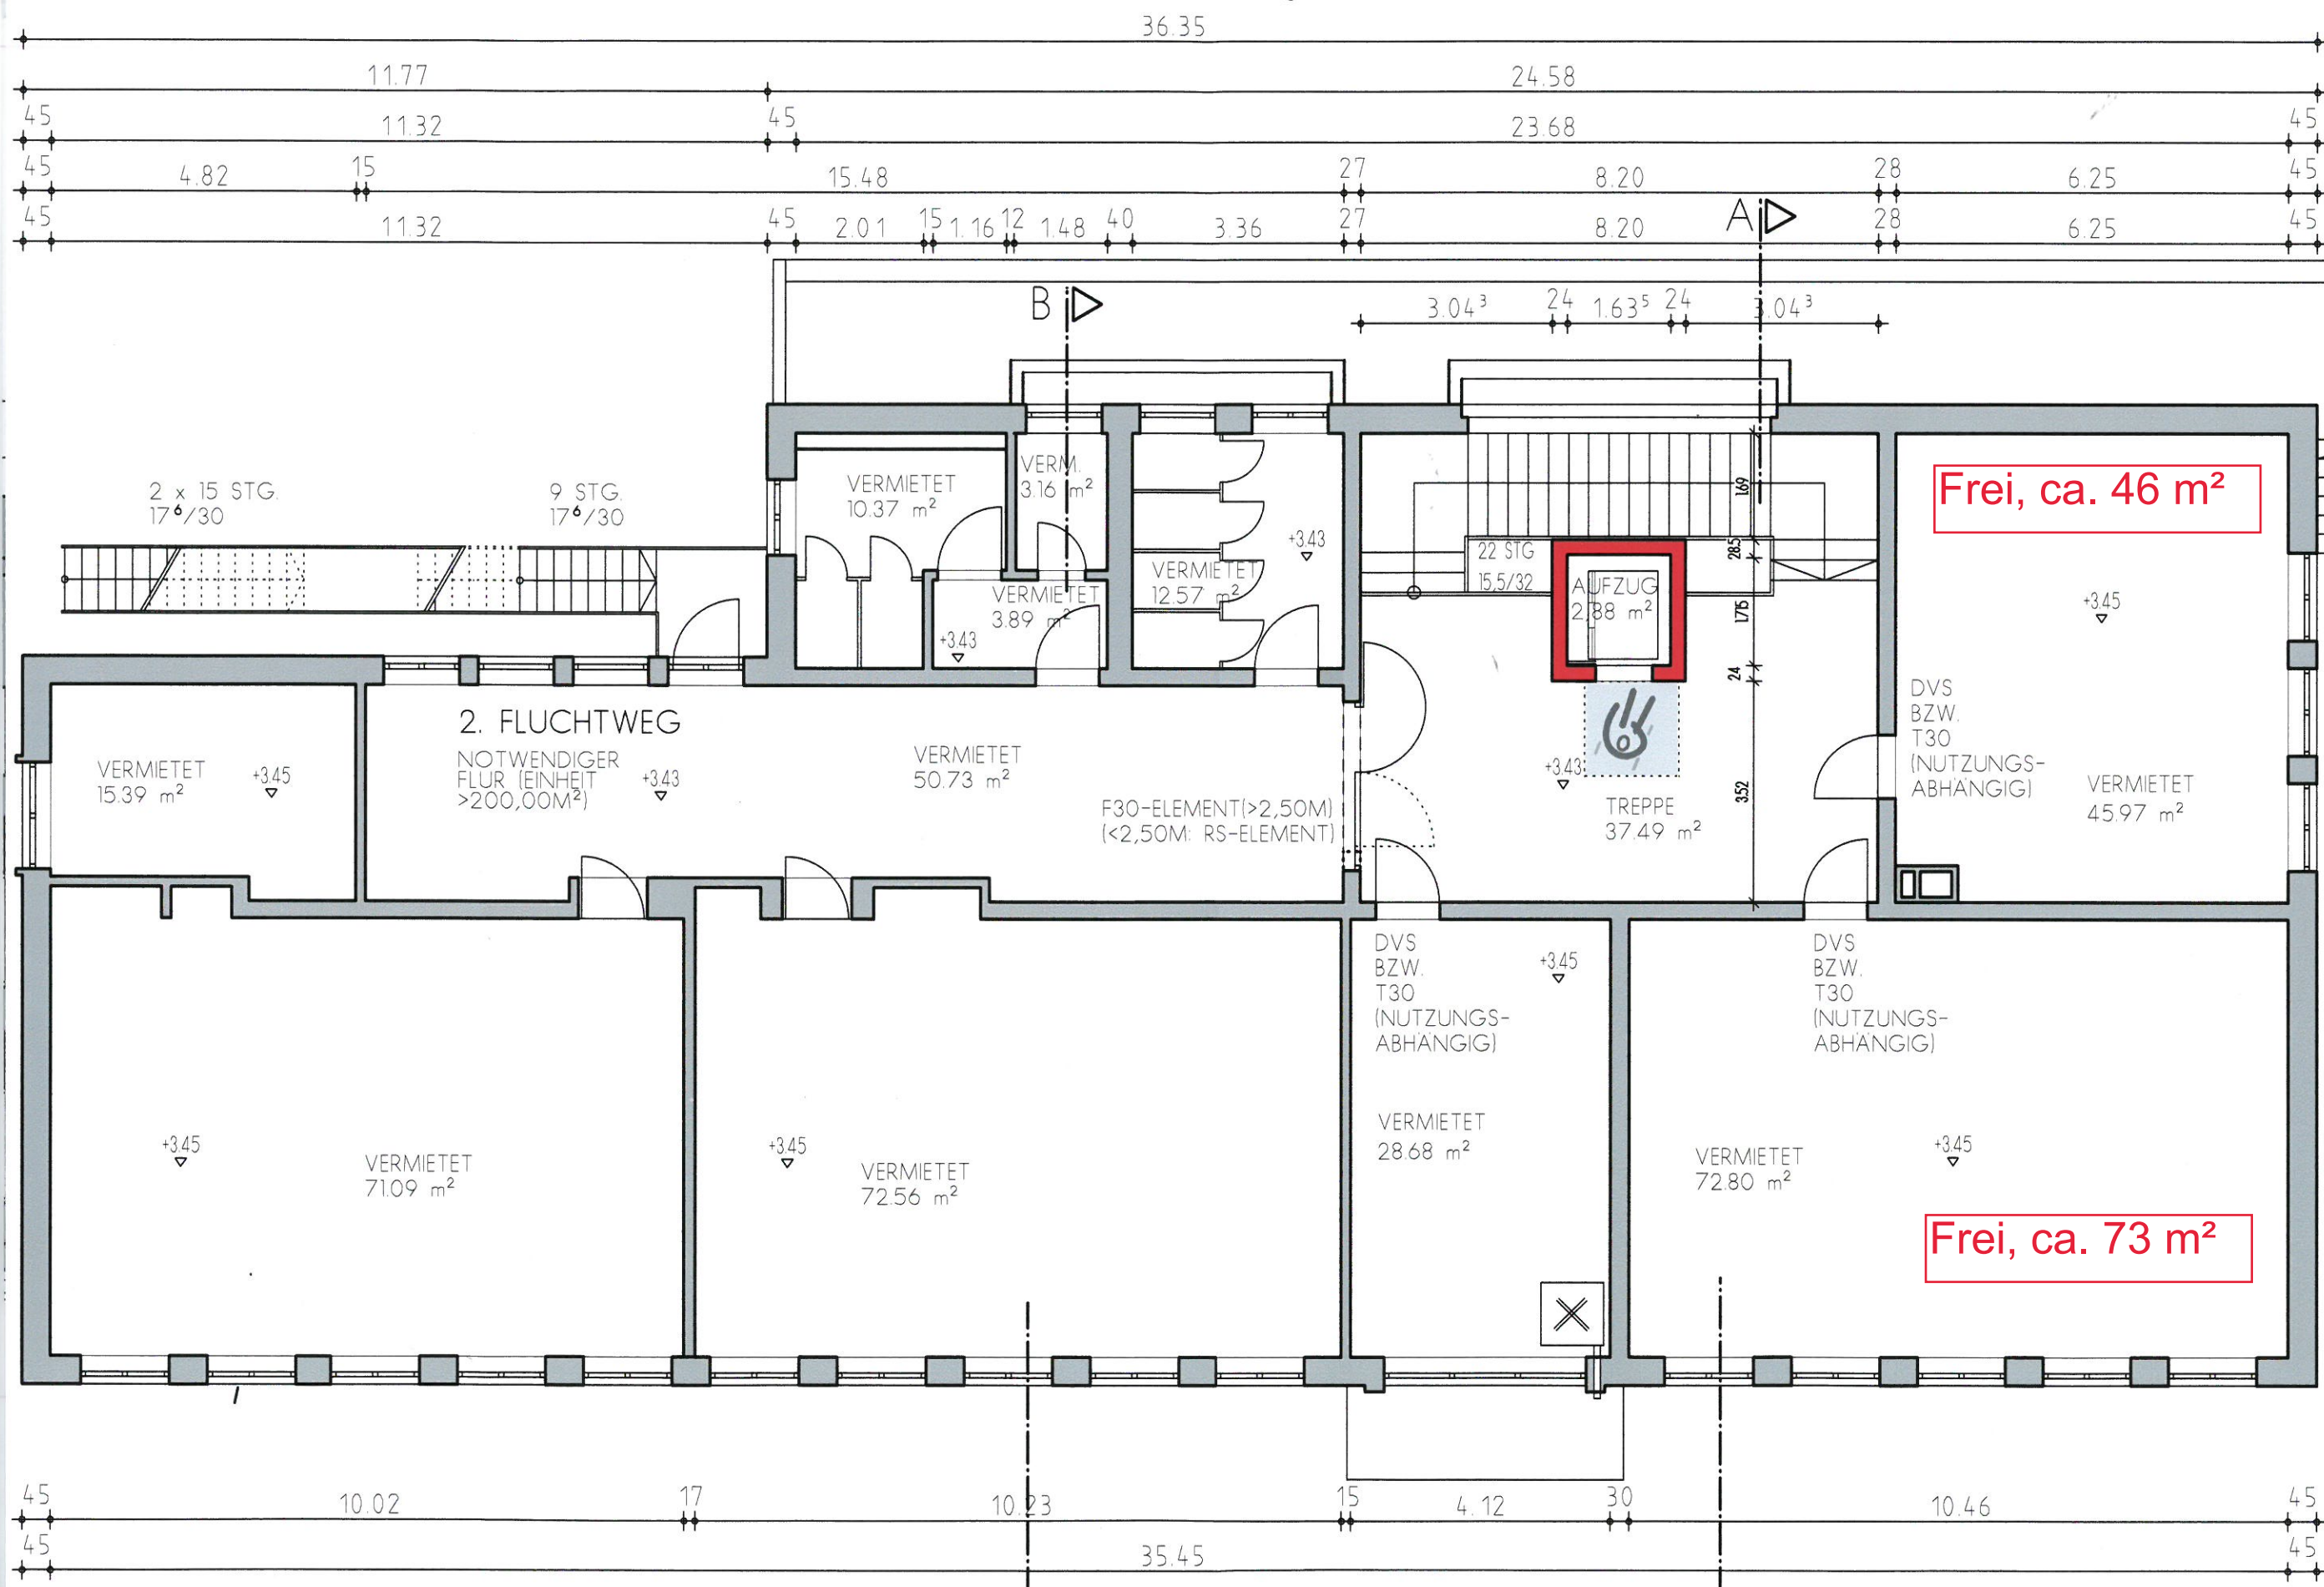 36.35
11.77 24.58
45 11.32 45 23.68 45
45 4.82 15 15.48 27 8.20 28 6.25 45
45 11.32 45 2.01 15 1.16 12 1.48 40 3.36 27 8.20 28 6.25 45
A
B
3.04³ 24 1.63⁵ 24 3.04³
2 x 15 STG.
17⁶/30
9 STG.
17⁶/30
VERMIETET
10.37 m²
VERM.
3.16 m²
VERMIETET
3.89 m²
+3.43
VERMIETET
12.57 m²
+3.43
22 STG
15,5/32
AUFZUG
2,88 m²
1.69
28.5
1.715
24
3.52
Frei, ca. 46 m²
+3.45
DVS
BZW.
T30
(NUTZUNGS-
ABHÄNGIG)
VERMIETET
45.97 m²
VERMIETET
15.39 m²
+3.45
2. FLUCHTWEG
NOTWENDIGER
FLUR (EINHEIT
>200,00M²)
+3.43
VERMIETET
50.73 m²
F30-ELEMENT(>2,50M)
(<2,50M: RS-ELEMENT)
+3.43
TREPPE
37.49 m²
+3.45
VERMIETET
71.09 m²
+3.45
VERMIETET
72.56 m²
DVS
BZW.
T30
(NUTZUNGS-
ABHÄNGIG)
+3.45
VERMIETET
28.68 m²
DVS
BZW.
T30
(NUTZUNGS-
ABHÄNGIG)
+3.45
VERMIETET
72.80 m²
Frei, ca. 73 m²
45 10.02 17 10.23 15 4.12 30 10.46 45
45 35.45 45